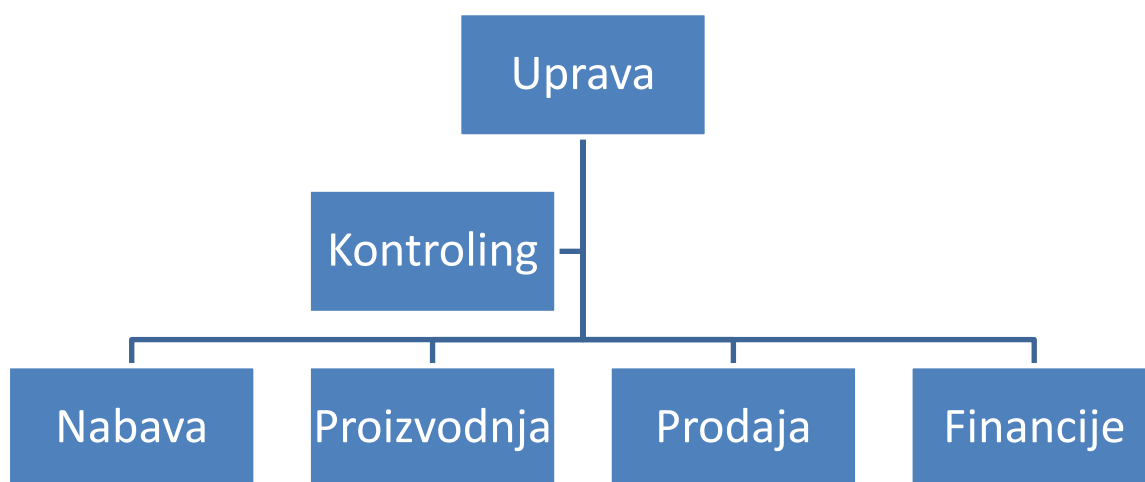 Uprava
Kontroling
Nabava
Proizvodnja
Prodaja
Financije